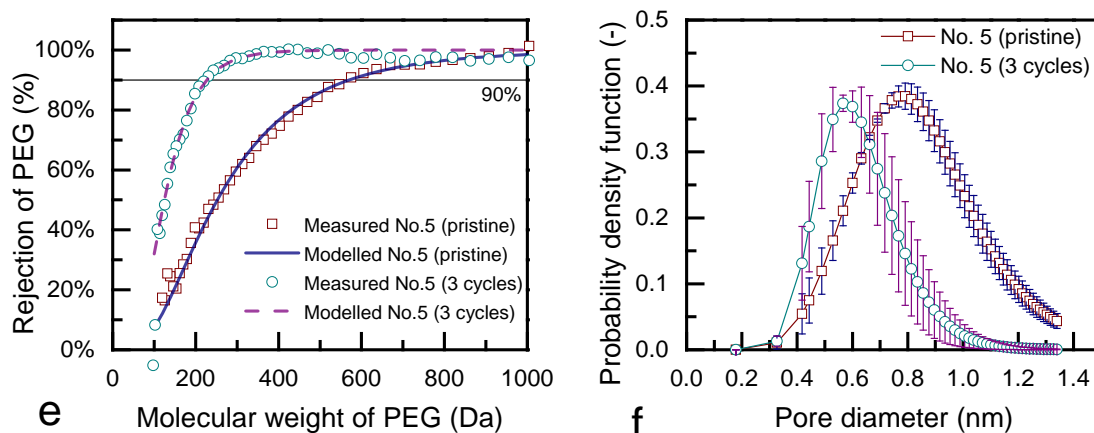 Rejection of PEG (%)
100%
80%
60%
40%
20%
0%
90%
Measured No.5 (pristine)
Modelled No.5 (pristine)
Measured No.5 (3 cycles)
Modelled No.5 (3 cycles)
0 200 400 600 800 1000
Molecular weight of PEG (Da)
e
Probability density function (-)
0.5
0.4
0.3
0.2
0.1
0.0
No. 5 (pristine)
No. 5 (3 cycles)
0.0 0.2 0.4 0.6 0.8 1.0 1.2 1.4
Pore diameter (nm)
f